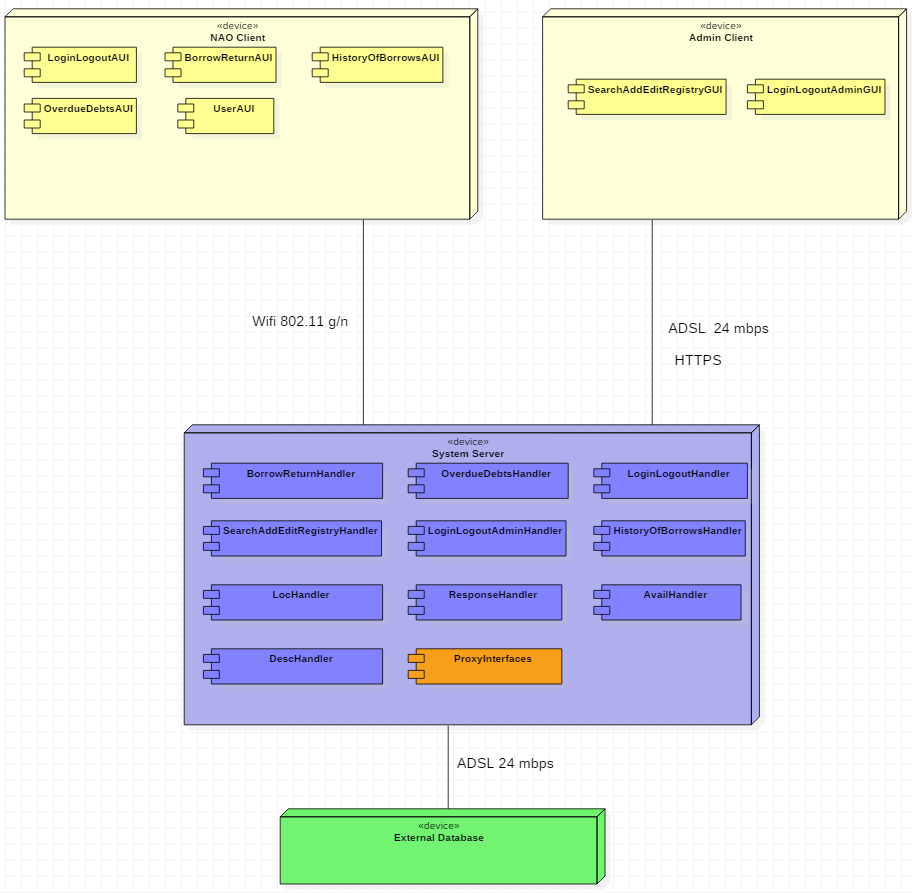 «device»
NAO Client
LoginLogoutAUI
BorrowReturnAUI
HistoryOfBorrowsAUI
OverdueDebtsAUI
UserAUI
«device»
Admin Client
SearchAddEditRegistryGUI
LoginLogoutAdminGUI
Wifi 802.11 g/n
ADSL 24 mbps
HTTPS
«device»
System Server
BorrowReturnHandler
OverdueDebtsHandler
LoginLogoutHandler
SearchAddEditRegistryHandler
LoginLogoutAdminHandler
HistoryOfBorrowsHandler
LocHandler
ResponseHandler
AvailHandler
DescHandler
ProxyInterfaces
ADSL 24 mbps
«device»
External Database